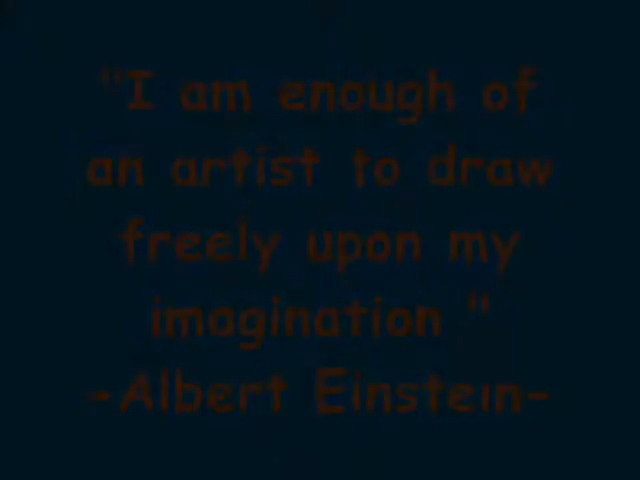 "I am enough of
an artist to draw
freely upon my
imagination "
-Albert Einstein-